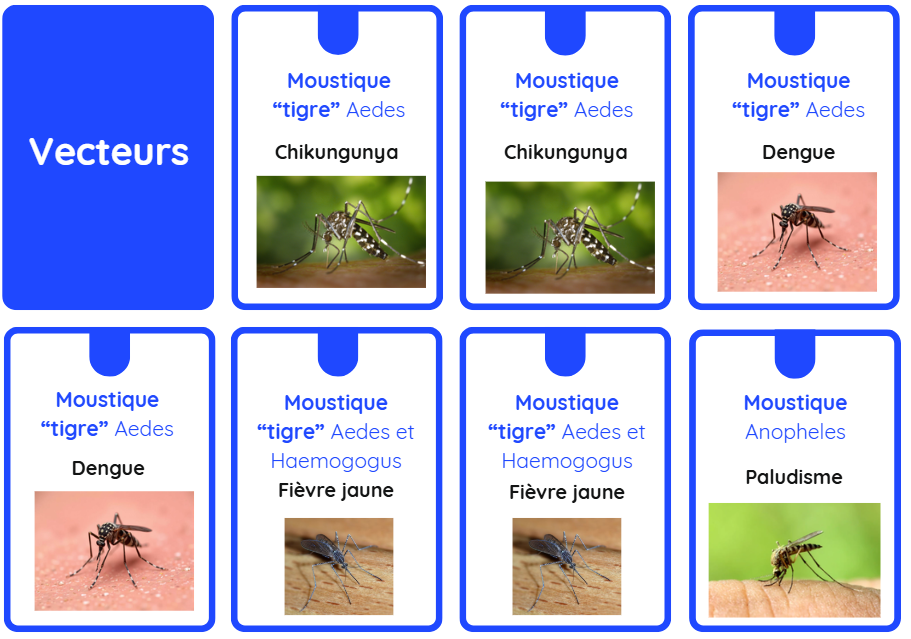 Vecteurs
Moustique
“tigre” Aedes
Chikungunya
Moustique
“tigre” Aedes
Chikungunya
Moustique
“tigre” Aedes
Dengue
Moustique
“tigre” Aedes
Dengue
Moustique
“tigre” Aedes et
Haemogogus
Fièvre jaune
Moustique
“tigre” Aedes et
Haemogogus
Fièvre jaune
Moustique
Anopheles
Paludisme